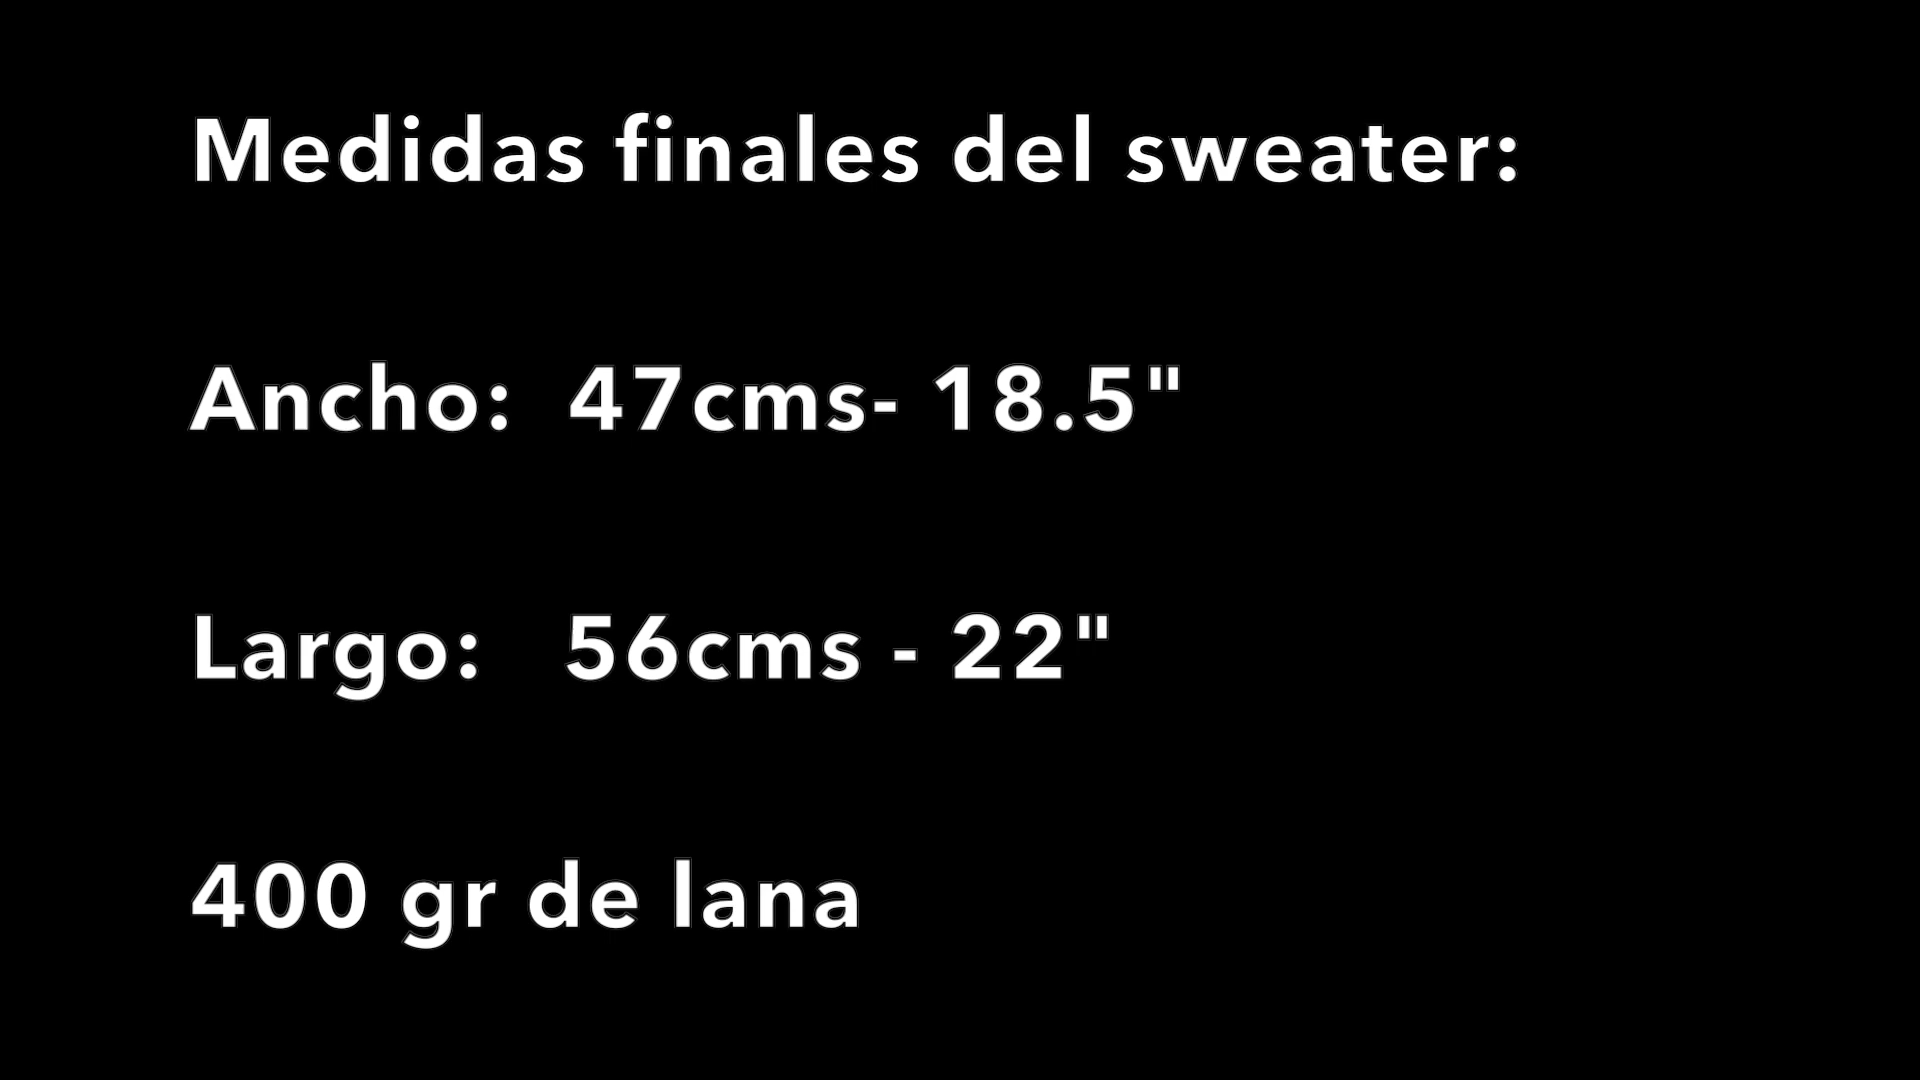 Medidas finales del sweater:
Ancho:  47cms- 18.5"
Largo:   56cms - 22"
400 gr de lana